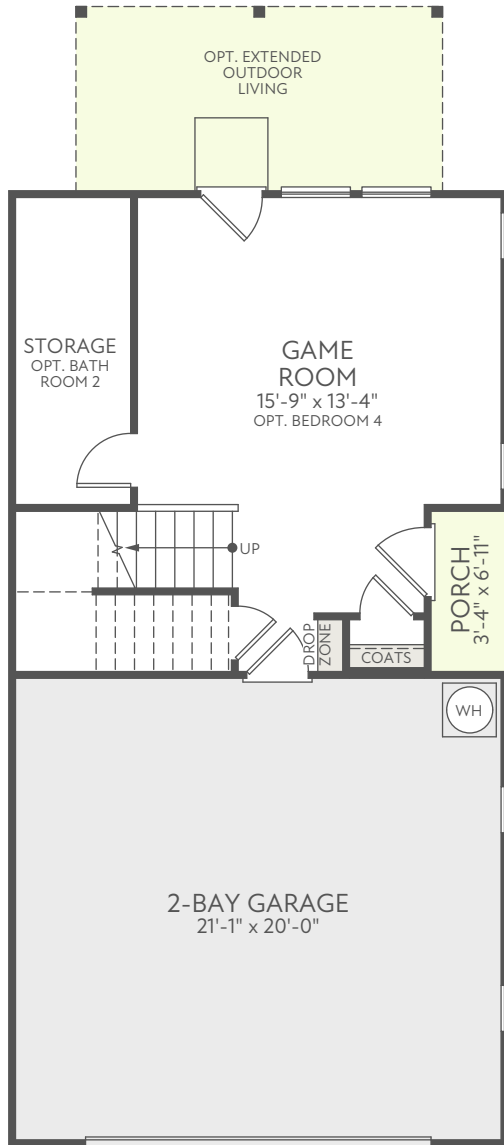 OPT. EXTENDED
OUTDOOR
LIVING
STORAGE
OPT. BATH
ROOM 2
GAME
ROOM
15'-9" x 13'-4"
OPT. BEDROOM 4
UP
PORCH
3'-4" x 6'-11"
DROP
ZONE
COATS
WH
2-BAY GARAGE
21'-1" x 20'-0"